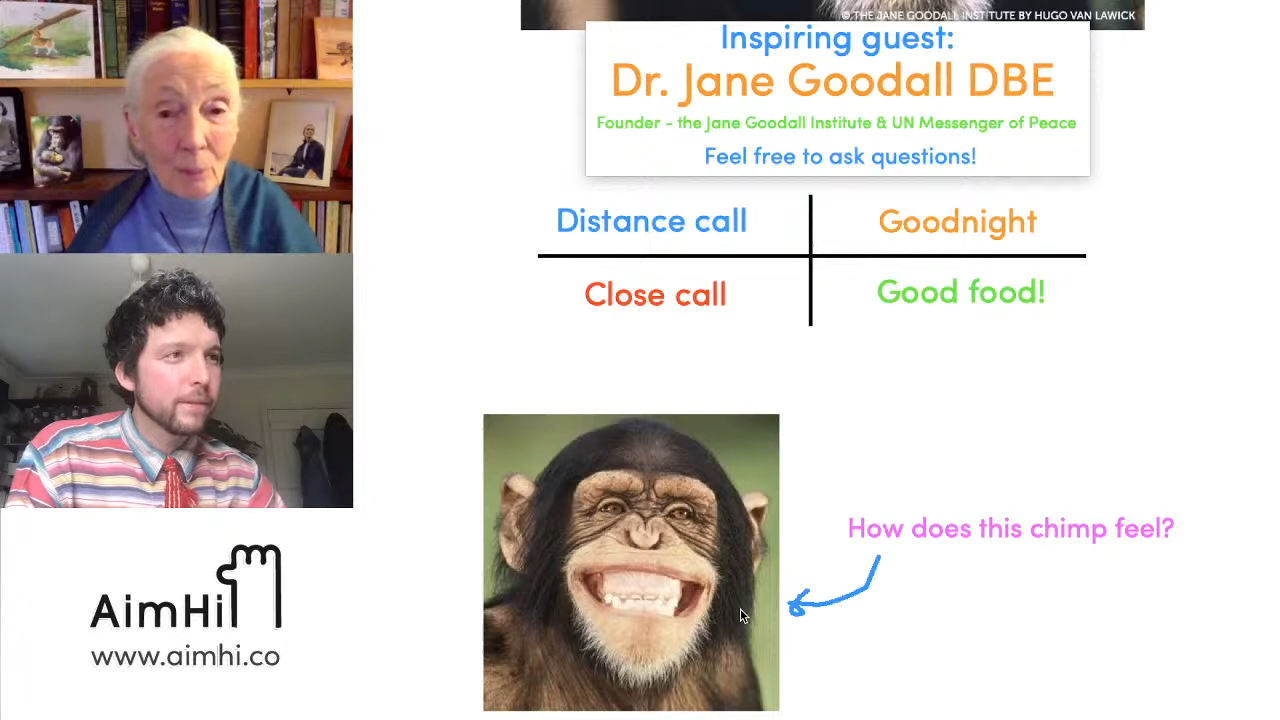 © THE JANE GOODALL INSTITUTE BY HUGO VAN LAWICK
Inspiring guest:
Dr. Jane Goodall DBE
Founder - the Jane Goodall Institute & UN Messenger of Peace
Feel free to ask questions!
Distance call
Goodnight
Close call
Good food!
How does this chimp feel?
AimHi
www.aimhi.co